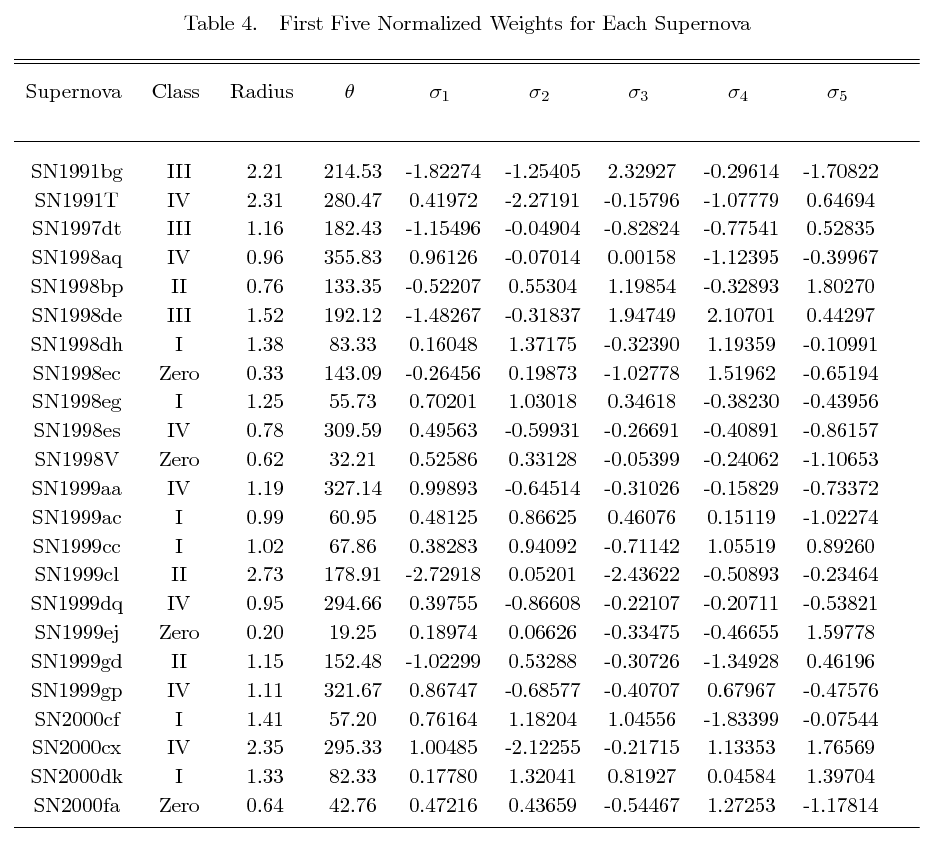 Table 4. First Five Normalized Weights for Each Supernova
Supernova Class Radius θ σ1 σ2 σ3 σ4 σ5
SN1991bg III 2.21 214.53 -1.82274 -1.25405 2.32927 -0.29614 -1.70822
SN1991T IV 2.31 280.47 0.41972 -2.27191 -0.15796 -1.07779 0.64694
SN1997dt III 1.16 182.43 -1.15496 -0.04904 -0.82824 -0.77541 0.52835
SN1998aq IV 0.96 355.83 0.96126 -0.07014 0.00158 -1.12395 -0.39967
SN1998bp II 0.76 133.35 -0.52207 0.55304 1.19854 -0.32893 1.80270
SN1998de III 1.52 192.12 -1.48267 -0.31837 1.94749 2.10701 0.44297
SN1998dh I 1.38 83.33 0.16048 1.37175 -0.32390 1.19359 -0.10991
SN1998ec Zero 0.33 143.09 -0.26456 0.19873 -1.02778 1.51962 -0.65194
SN1998eg I 1.25 55.73 0.70201 1.03018 0.34618 -0.38230 -0.43956
SN1998es IV 0.78 309.59 0.49563 -0.59931 -0.26691 -0.40891 -0.86157
SN1998V Zero 0.62 32.21 0.52586 0.33128 -0.05399 -0.24062 -1.10653
SN1999aa IV 1.19 327.14 0.99893 -0.64514 -0.31026 -0.15829 -0.73372
SN1999ac I 0.99 60.95 0.48125 0.86625 0.46076 0.15119 -1.02274
SN1999cc I 1.02 67.86 0.38283 0.94092 -0.71142 1.05519 0.89260
SN1999cl II 2.73 178.91 -2.72918 0.05201 -2.43622 -0.50893 -0.23464
SN1999dq IV 0.95 294.66 0.39755 -0.86608 -0.22107 -0.20711 -0.53821
SN1999ej Zero 0.20 19.25 0.18974 0.06626 -0.33475 -0.46655 1.59778
SN1999gd II 1.15 152.48 -1.02299 0.53288 -0.30726 -1.34928 0.46196
SN1999gp IV 1.11 321.67 0.86747 -0.68577 -0.40707 0.67967 -0.47576
SN2000cf I 1.41 57.20 0.76164 1.18204 1.04556 -1.83399 -0.07544
SN2000cx IV 2.35 295.33 1.00485 -2.12255 -0.21715 1.13353 1.76569
SN2000dk I 1.33 82.33 0.17780 1.32041 0.81927 0.04584 1.39704
SN2000fa Zero 0.64 42.76 0.47216 0.43659 -0.54467 1.27253 -1.17814